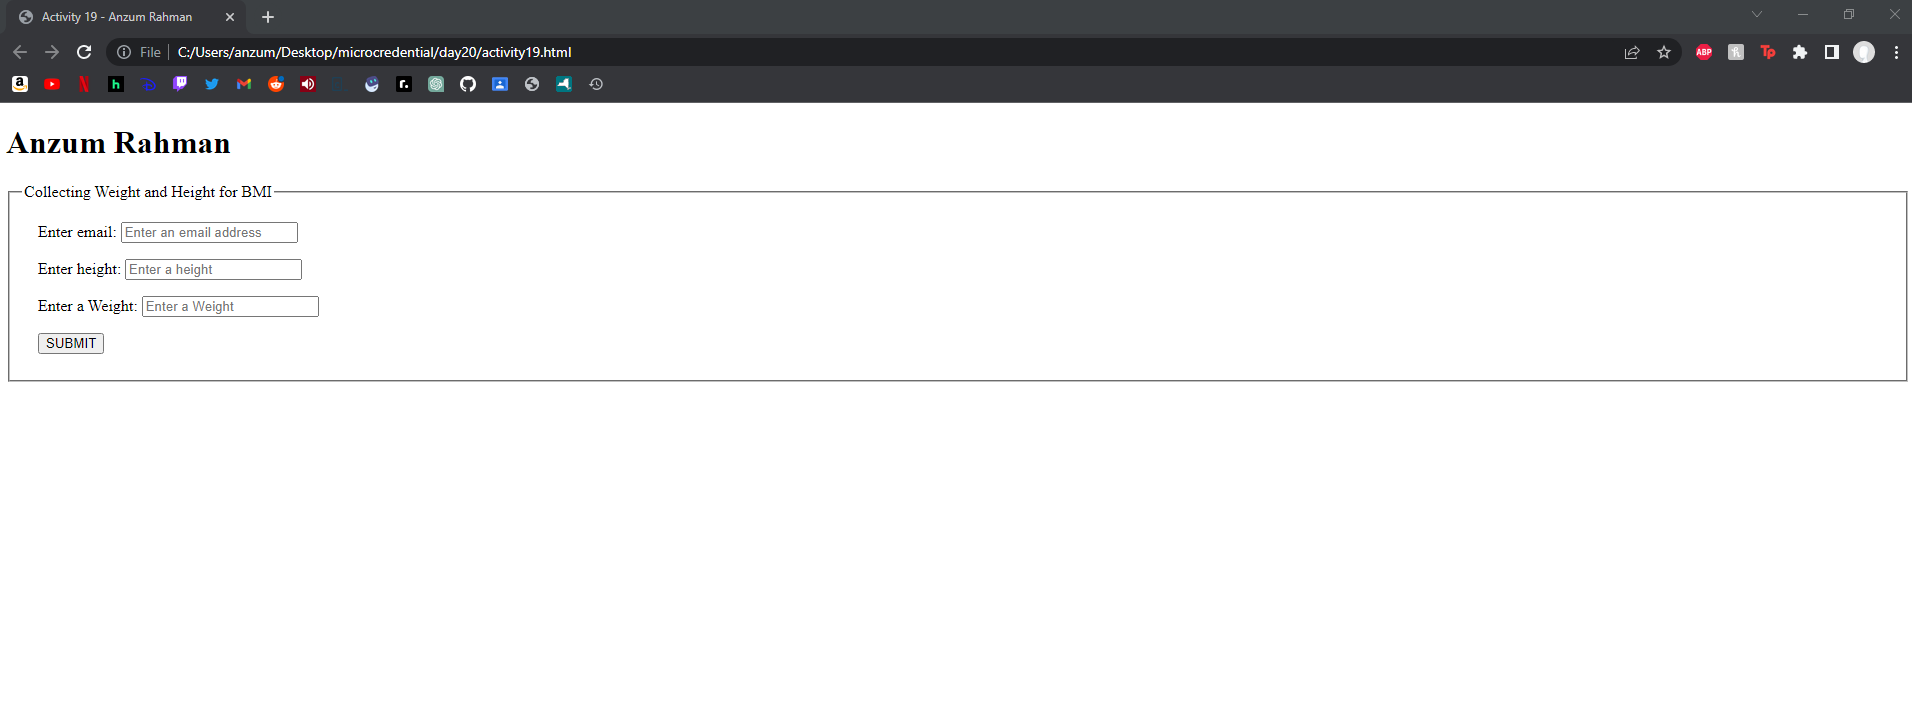 Activity 19 - Anzum Rahman
File C:/Users/anzum/Desktop/microcredential/day20/activity19.html
ABP Tp
a h r.
Anzum Rahman
Collecting Weight and Height for BMI
Enter email: Enter an email address
Enter height: Enter a height
Enter a Weight: Enter a Weight
SUBMIT